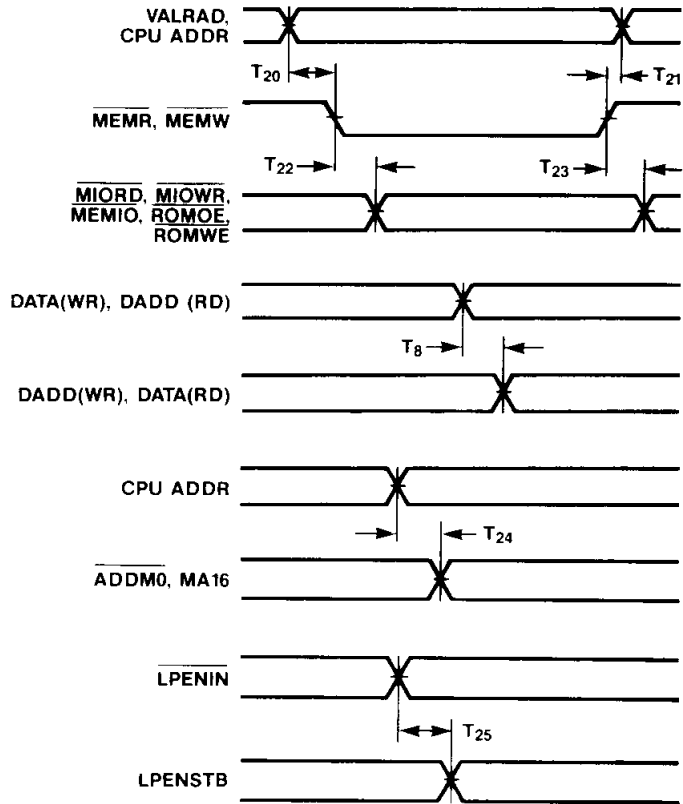 VALRAD,
CPU ADDR
T20
T21
MEMR, MEMW
T22
T23
MIORD, MIOWR,
MEMIO, ROMOE,
ROMWE
DATA(WR), DADD (RD)
T8
DADD(WR), DATA(RD)
CPU ADDR
T24
ADDM0, MA16
LPENIN
T25
LPENSTB